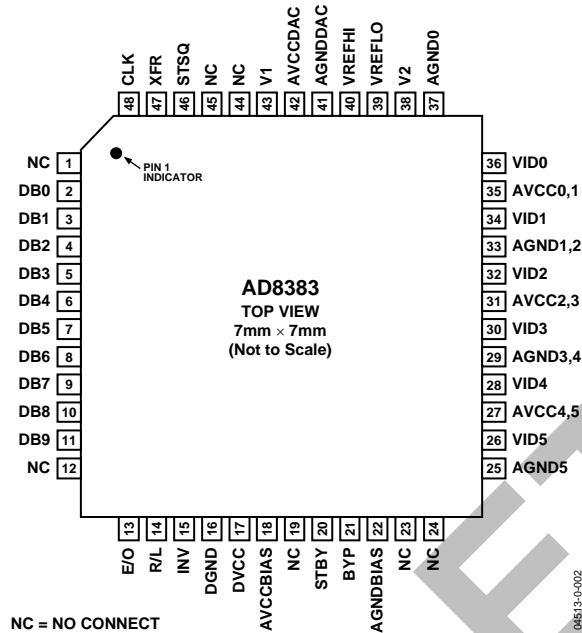 CLK
XFR
STSQ
NC
NC
V1
AVCCDAC
AGNDDAC
VREFHI
VREFLO
V2
AGND0
48
47
46
45
44
43
42
41
40
39
38
37
NC 1
DB0 2
DB1 3
DB2 4
DB3 5
DB4 6
DB5 7
DB6 8
DB7 9
DB8 10
DB9 11
NC 12
PIN 1
INDICATOR
AD8383
TOP VIEW
7mm × 7mm
(Not to Scale)
36 VID0
35 AVCC0,1
34 VID1
33 AGND1,2
32 VID2
31 AVCC2,3
30 VID3
29 AGND3,4
28 VID4
27 AVCC4,5
26 VID5
25 AGND5
13
14
15
16
17
18
19
20
21
22
23
24
E/O
R/L
INV
DGND
DVCC
AVCCBIAS
NC
STBY
BYP
AGNDBIAS
NC
NC
NC = NO CONNECT
04513-0-002